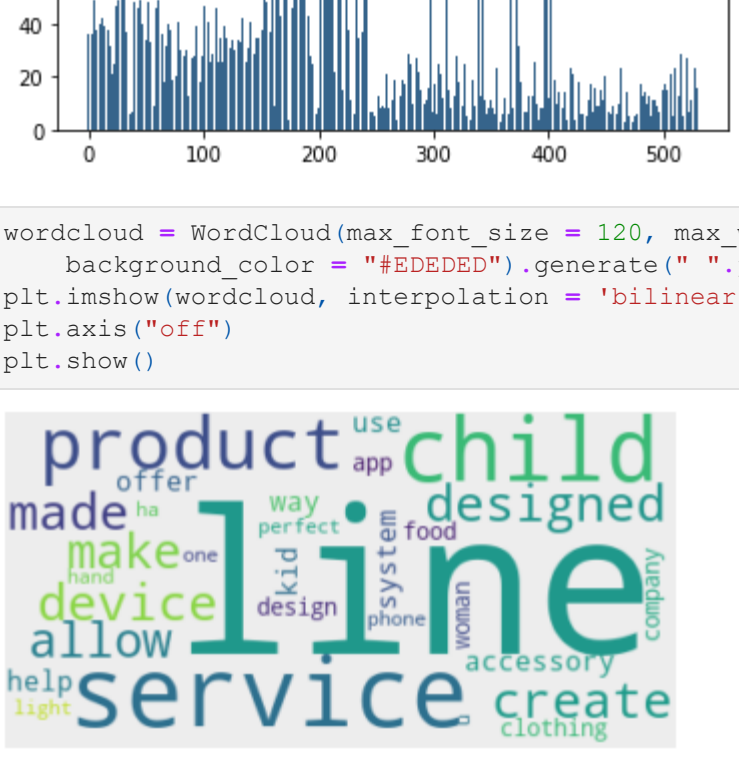 40
20
0
0 100 200 300 400 500
wordcloud = WordCloud(max_font_size = 120, max_
background_color = "#EDEDED").generate(" ".
plt.imshow(wordcloud, interpolation = 'bilinear
plt.axis("off")
plt.show()
product use child
app
offer
made ha way designed
perfect system food
make one kid line company
hand
device design phone woman
allow
accessory
help service create
light clothing